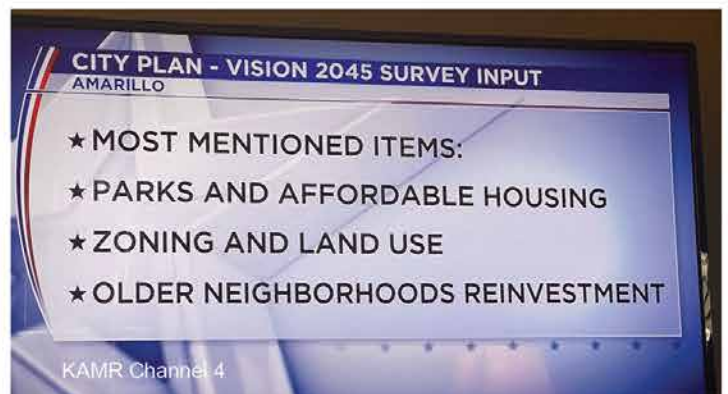 CITY PLAN - VISION 2045 SURVEY INPUT
AMARILLO
★ MOST MENTIONED ITEMS:
★ PARKS AND AFFORDABLE HOUSING
★ ZONING AND LAND USE
★ OLDER NEIGHBORHOODS REINVESTMENT
KAMR Channel 4